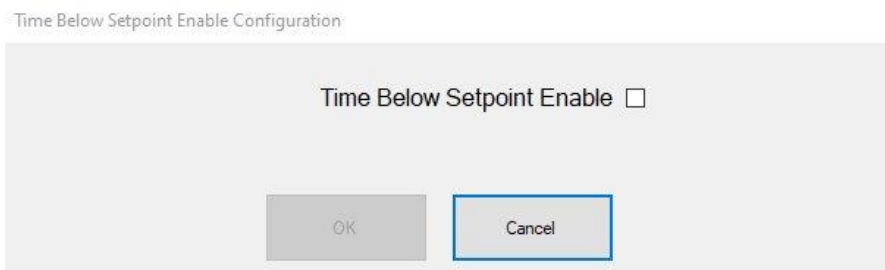 Time Below Setpoint Enable Configuration
Time Below Setpoint Enable
OK
Cancel